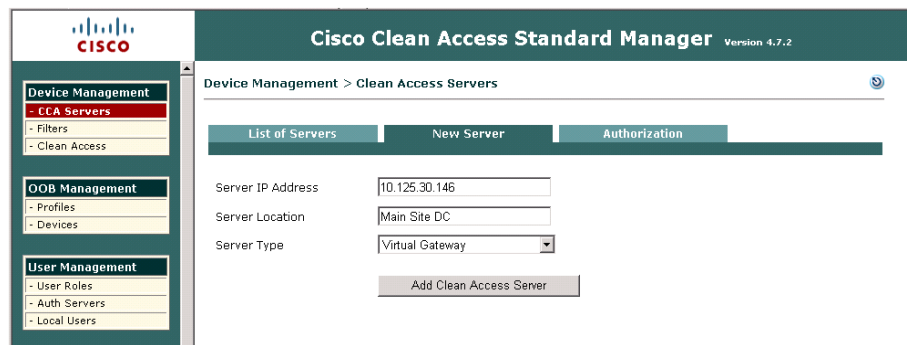 CISCO
Cisco Clean Access Standard Manager Version 4.7.2
Device Management
- CCA Servers
- Filters
- Clean Access
OOB Management
- Profiles
- Devices
User Management
- User Roles
- Auth Servers
- Local Users
Device Management > Clean Access Servers
List of Servers
New Server
Authorization
Server IP Address 10.125.30.146
Server Location Main Site DC
Server Type Virtual Gateway
Add Clean Access Server